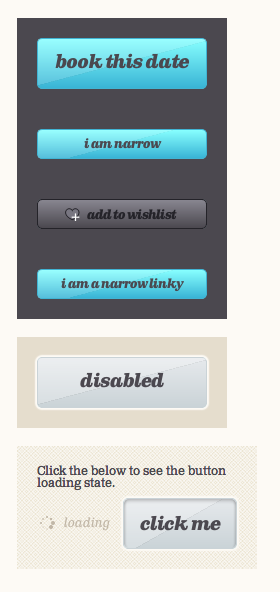 book this date
i am narrow
add to wishlist
i am a narrow linky
disabled
Click the below to see the button
loading state.
loading
click me